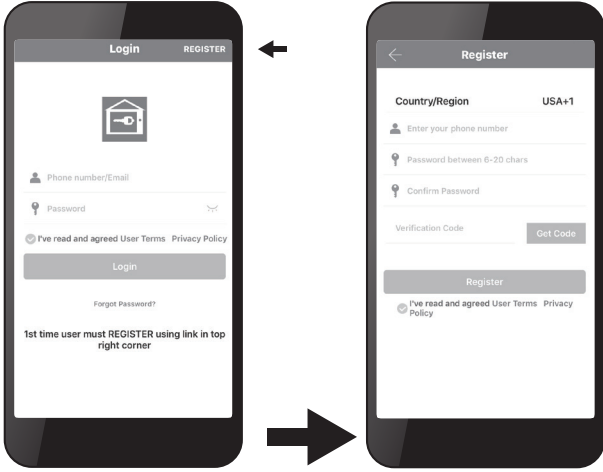 Login REGISTER
Phone number/Email
Password
I've read and agreed User Terms Privacy Policy
Login
Forgot Password?
1st time user must REGISTER using link in top
right corner
Register
Country/Region USA+1
Enter your phone number
Password between 6-20 chars
Confirm Password
Verification Code Get Code
Register
I've read and agreed User Terms Privacy
Policy